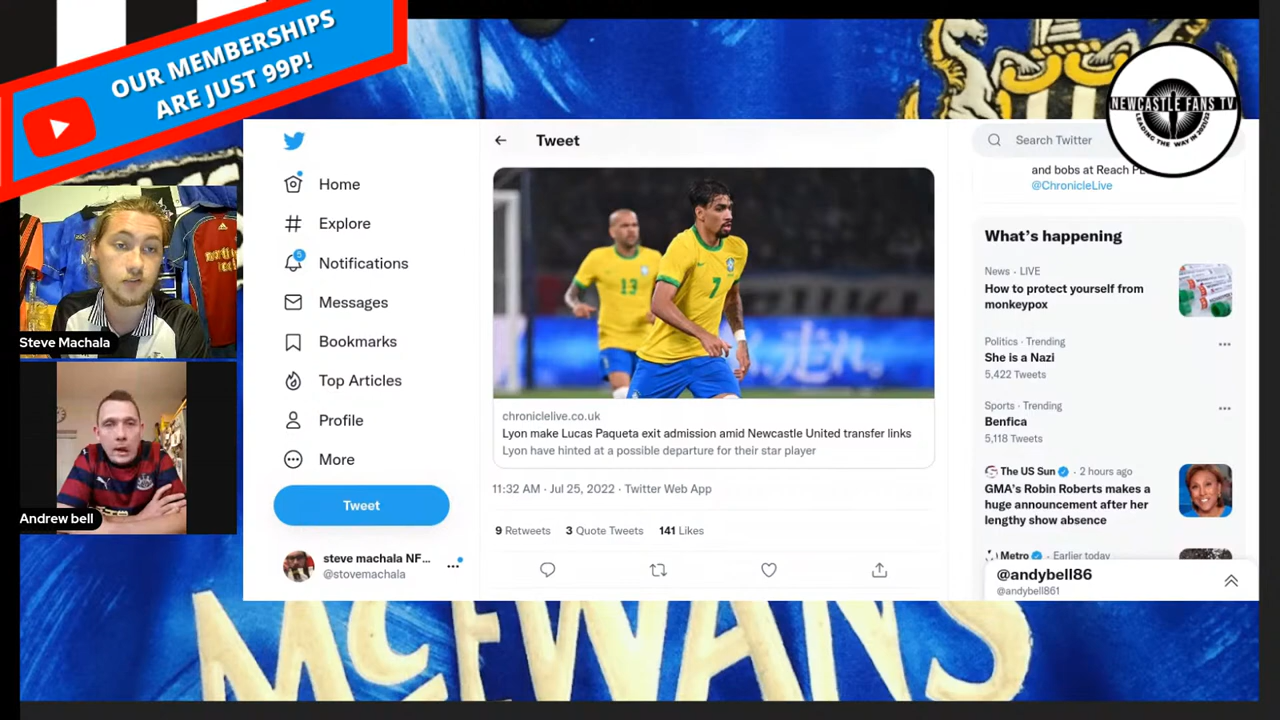 OUR MEMBERSHIPS
ARE JUST 99P!
NEWCASTLE FANS TV
LEADING THE WAY IN 2021/22
Steve Machala
Andrew bell
Home
Explore
5
Notifications
Messages
Bookmarks
Top Articles
Profile
More
Tweet
steve machala NF...
@stovemachala
Tweet
13
7
chroniclelive.co.uk
Lyon make Lucas Paqueta exit admission amid Newcastle United transfer links
Lyon have hinted at a possible departure for their star player
11:32 AM · Jul 25, 2022 · Twitter Web App
9 Retweets 3 Quote Tweets 141 Likes
Search Twitter
and bobs at Reach PL
@ChronicleLive
What's happening
News · LIVE
How to protect yourself from
monkeypox
Politics · Trending
She is a Nazi
5,422 Tweets
Sports · Trending
Benfica
5,118 Tweets
The US Sun · 2 hours ago
GMA's Robin Roberts makes a
huge announcement after her
lengthy show absence
Metro · Earlier today
@andybell86
@andybell861
McEWANS